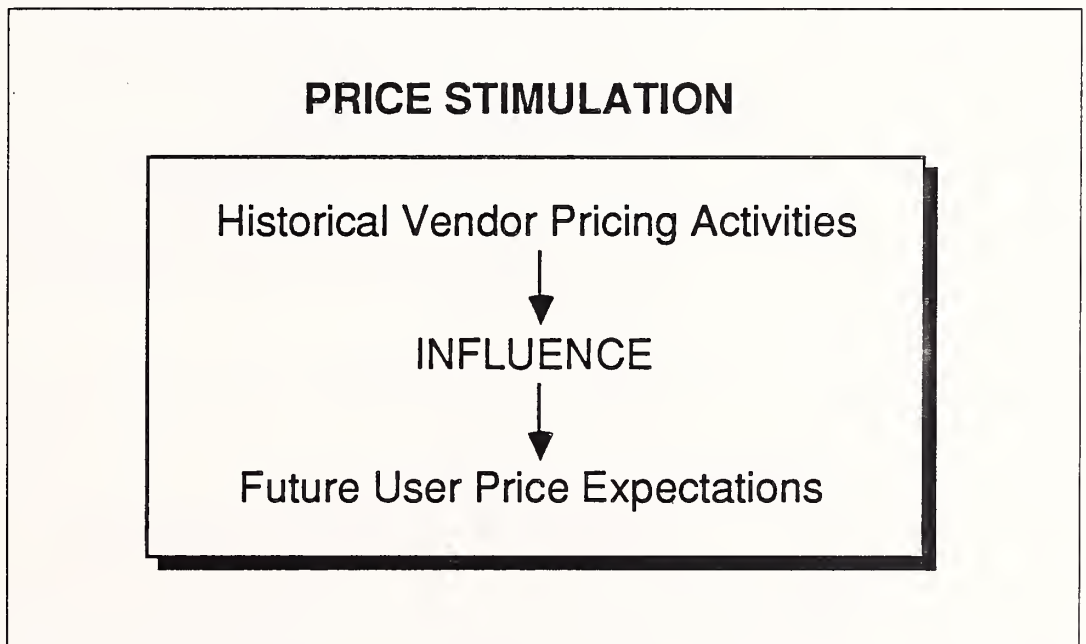 PRICE STIMULATION
Historical Vendor Pricing Activities
INFLUENCE
Future User Price Expectations